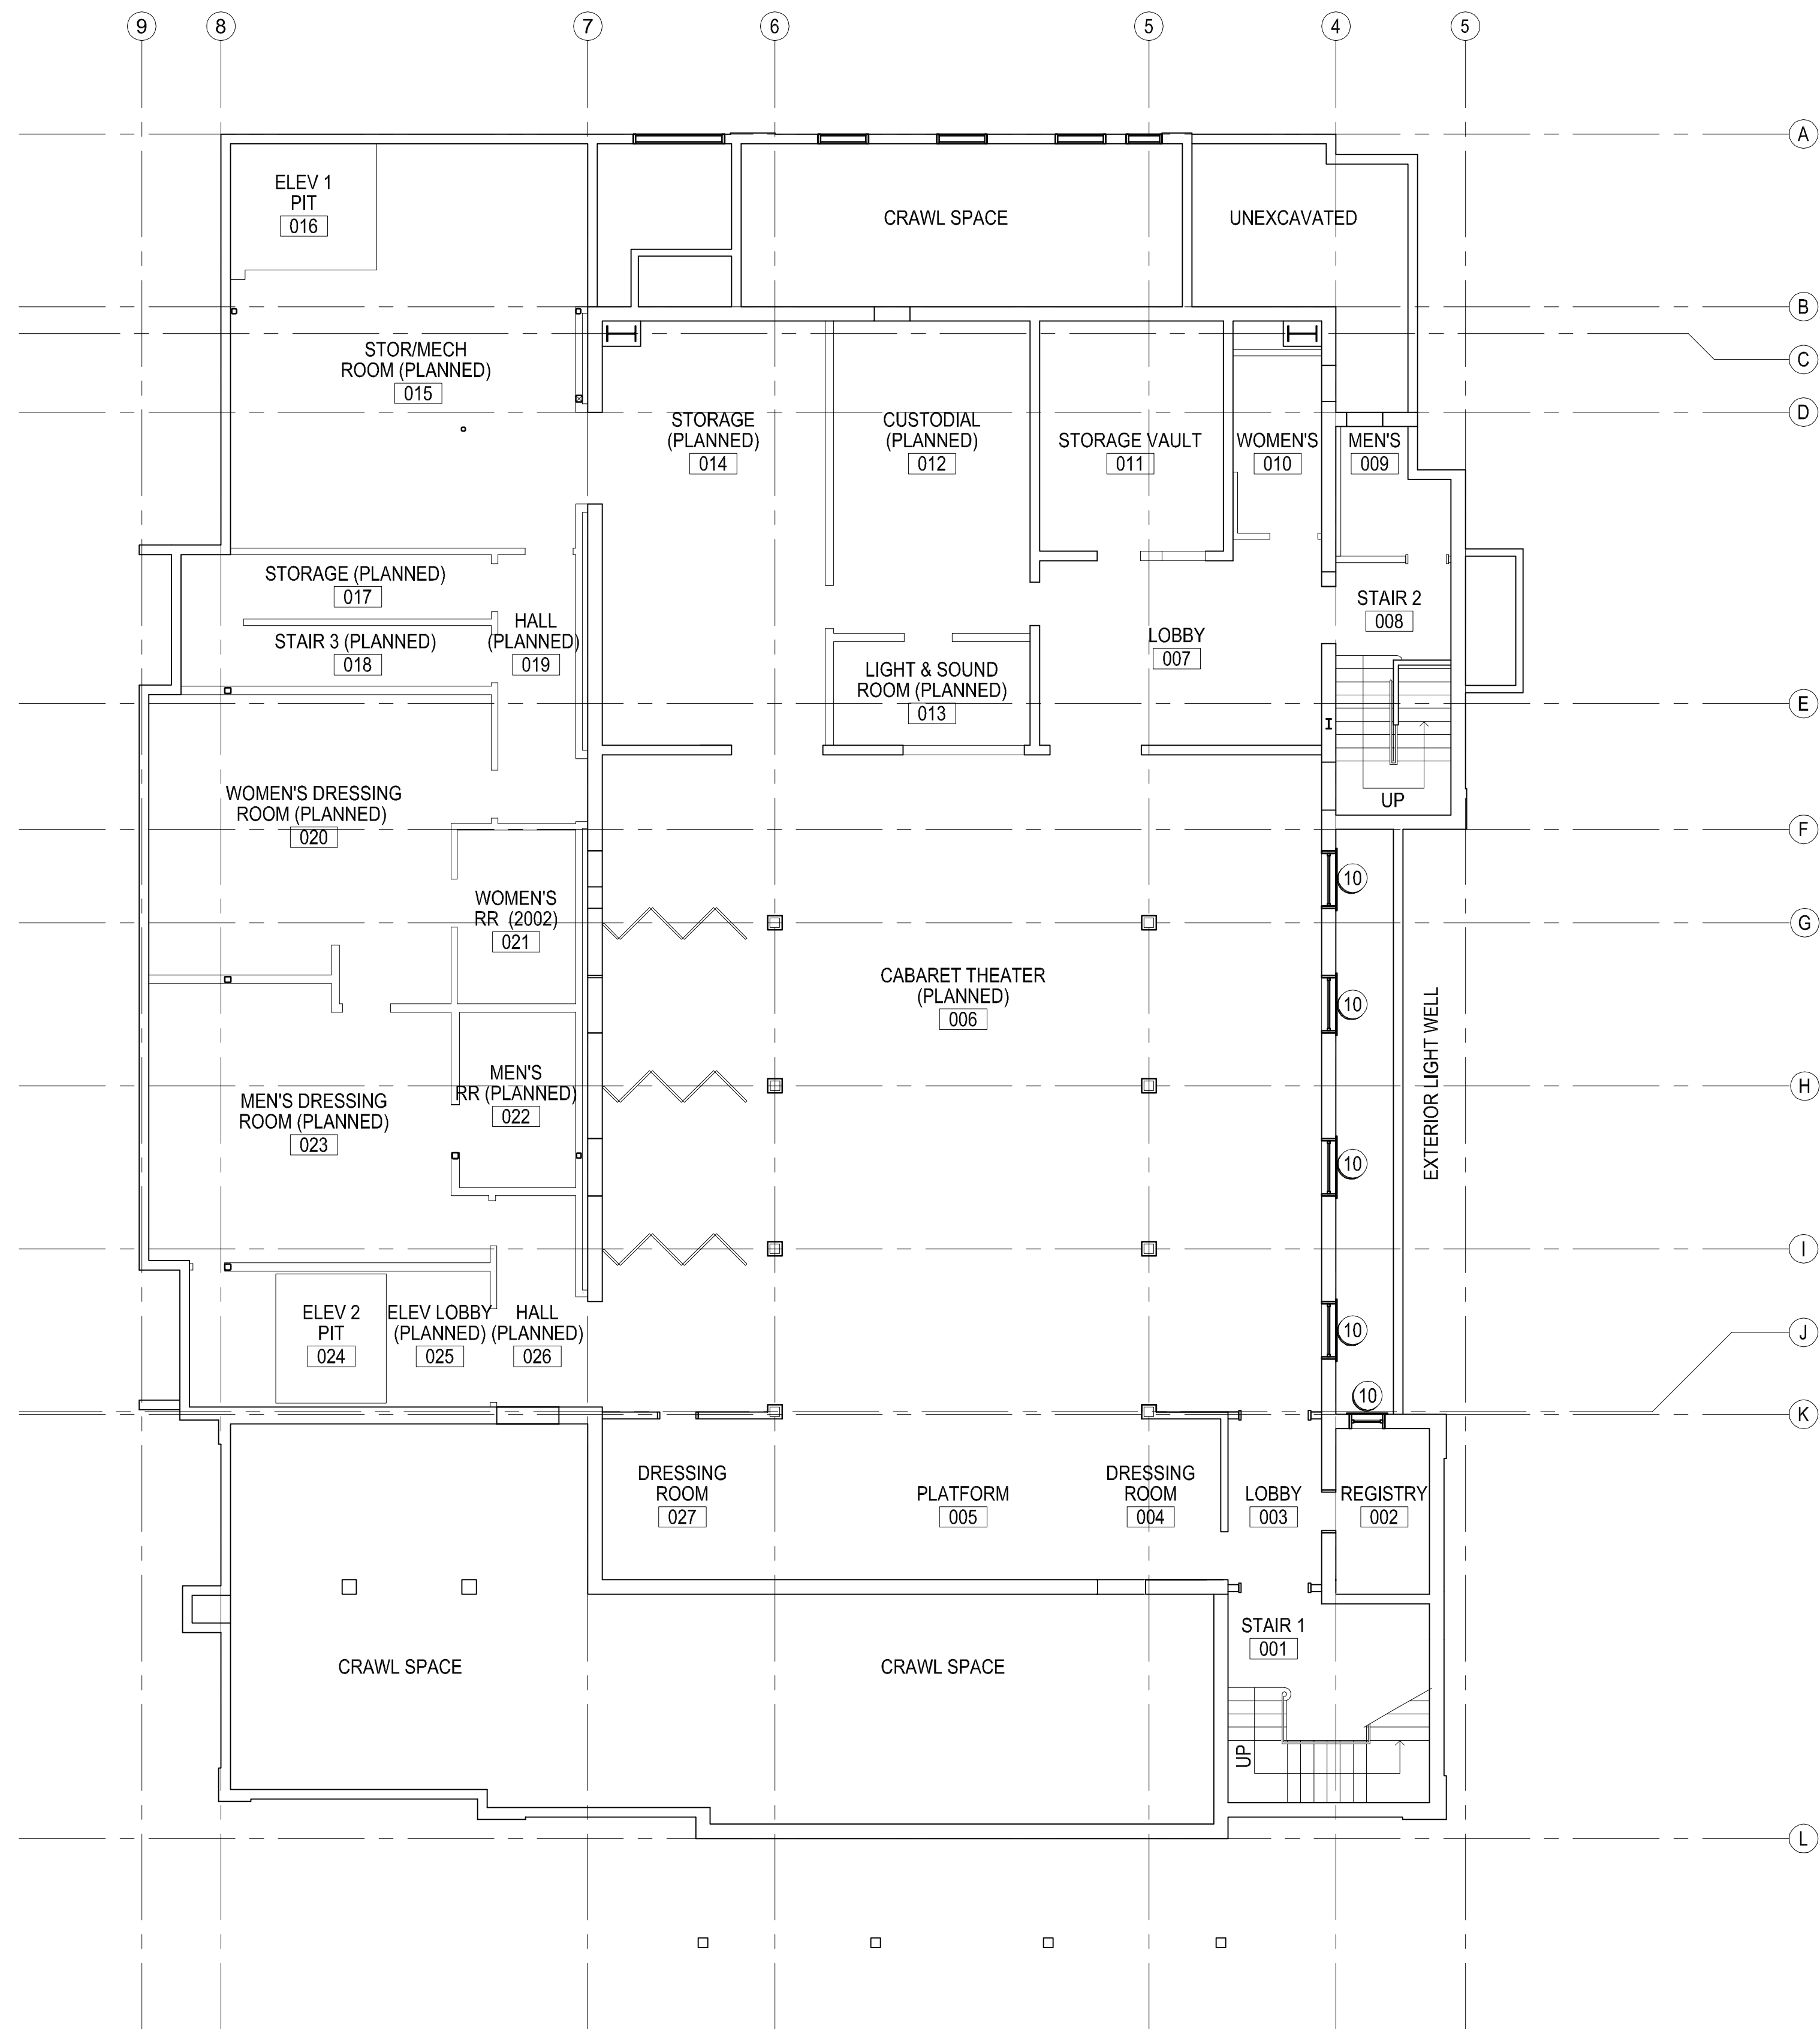 9
8
7
6
5
4
5
A
ELEV 1
PIT
016
CRAWL SPACE
UNEXCAVATED
B
C
STOR/MECH
ROOM (PLANNED)
015
D
STORAGE
(PLANNED)
014
CUSTODIAL
(PLANNED)
012
STORAGE VAULT
011
WOMEN'S
010
MEN'S
009
STORAGE (PLANNED)
017
STAIR 3 (PLANNED)
018
HALL
(PLANNED)
019
LIGHT & SOUND
ROOM (PLANNED)
013
LOBBY
007
STAIR 2
008
E
UP
WOMEN'S DRESSING
ROOM (PLANNED)
020
F
10
WOMEN'S
RR (2002)
021
G
CABARET THEATER
(PLANNED)
006
10
EXTERIOR LIGHT WELL
MEN'S
RR (PLANNED)
022
H
MEN'S DRESSING
ROOM (PLANNED)
023
10
I
ELEV 2
PIT
024
ELEV LOBBY
(PLANNED)
025
HALL
(PLANNED)
026
10
J
10
K
DRESSING
ROOM
027
PLATFORM
005
DRESSING
ROOM
004
LOBBY
003
REGISTRY
002
STAIR 1
001
CRAWL SPACE
CRAWL SPACE
UP
L